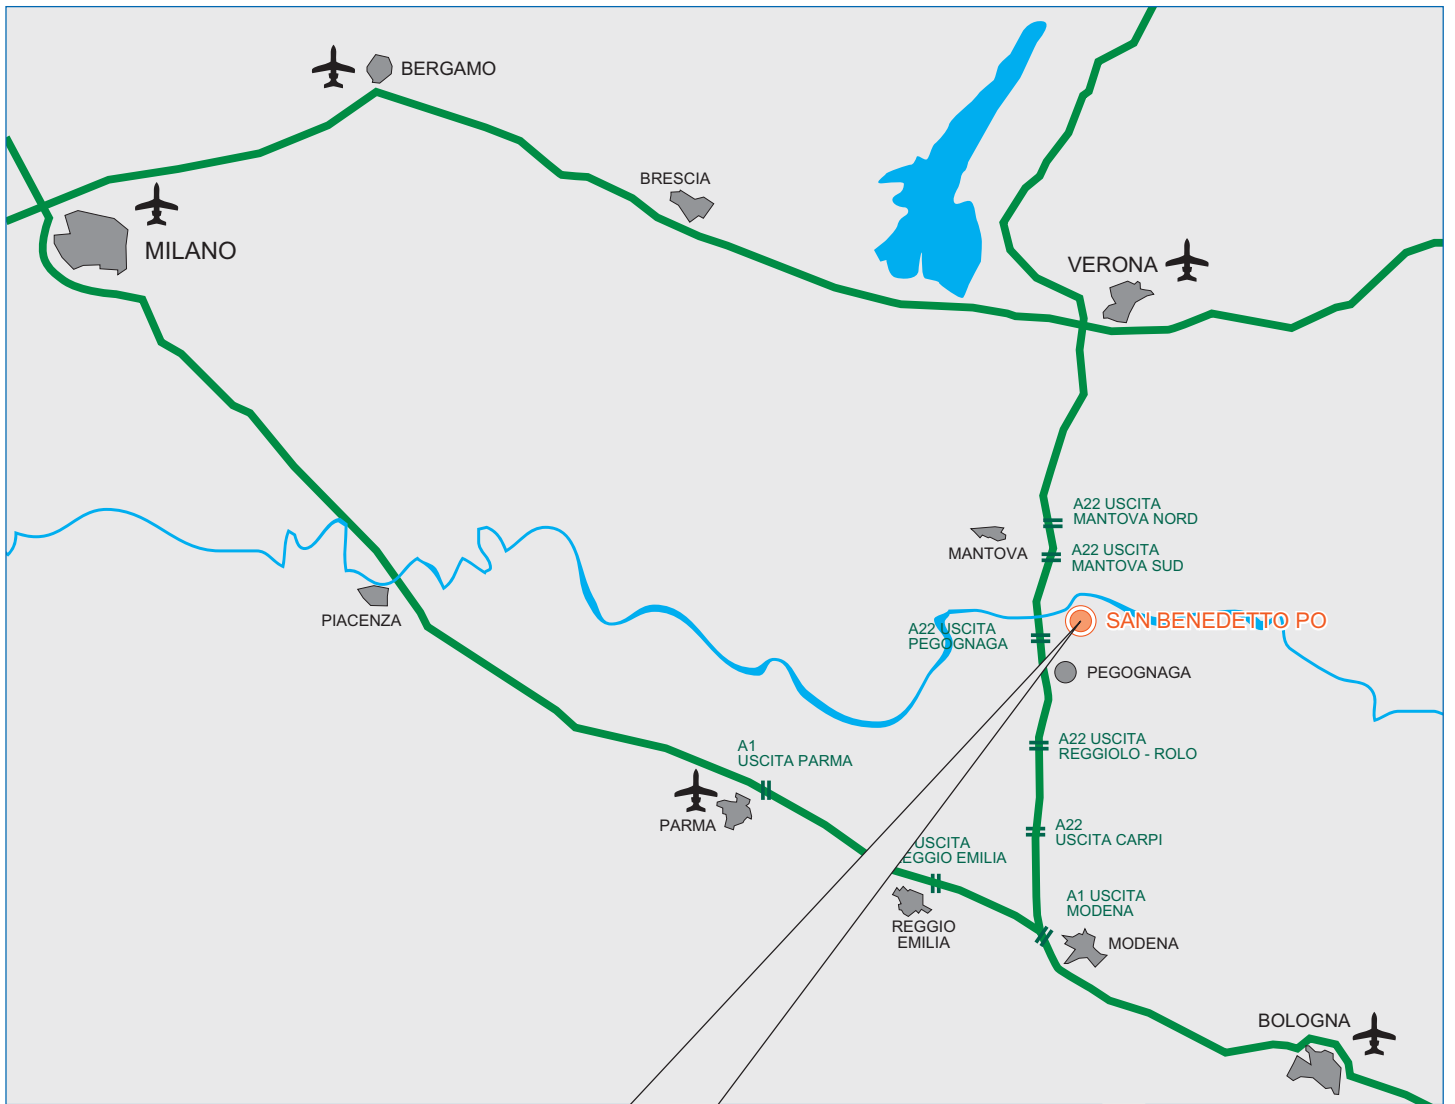 BERGAMO
BRESCIA
MILANO
VERONA
A22 USCITA
MANTOVA NORD
MANTOVA
A22 USCITA
MANTOVA SUD
PIACENZA
A22 USCITA
PEGOGNAGA
SAN BENEDETTO PO
PEGOGNAGA
A22 USCITA
REGGIOLO - ROLO
A1
USCITA PARMA
PARMA
A22
USCITA CARPI
USCITA
EGGIO EMILIA
A1 USCITA
MODENA
REGGIO
EMILIA
MODENA
BOLOGNA